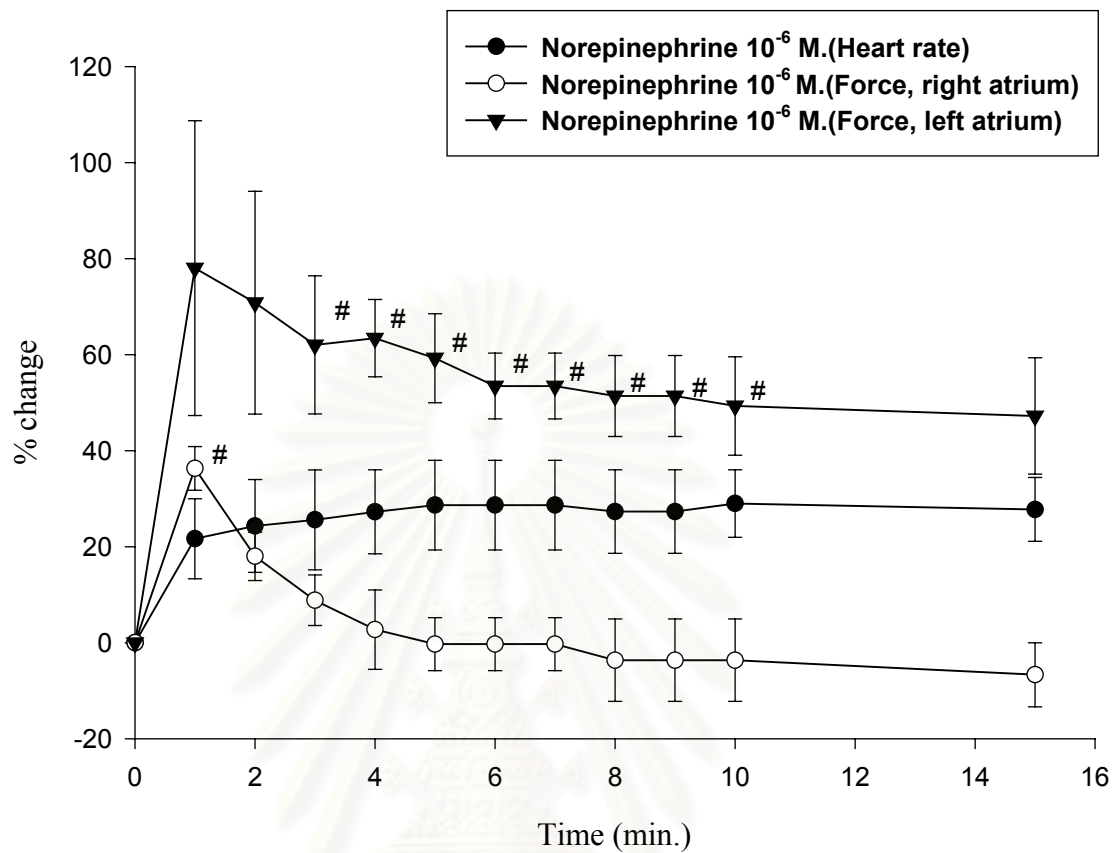 Norepinephrine 10⁻⁶ M.(Heart rate)
Norepinephrine 10⁻⁶ M.(Force, right atrium)
Norepinephrine 10⁻⁶ M.(Force, left atrium)
120
100
80
60
40
20
0
-20
% change
#
#
#
#
#
#
#
#
#
0 2 4 6 8 10 12 14 16
Time (min.)